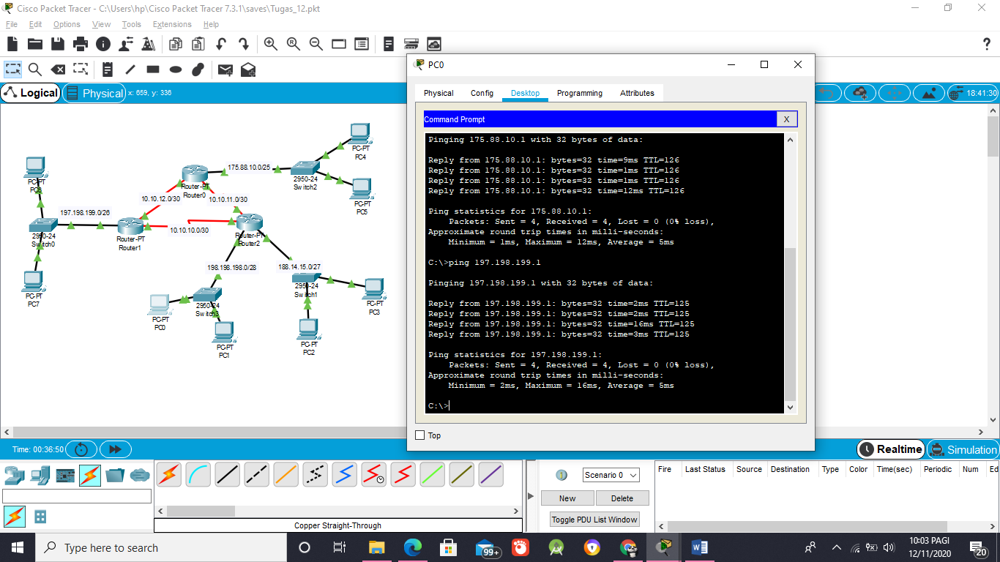 Cisco Packet Tracer - C:\Users\hp\Cisco Packet Tracer 7.3.1\saves\Tugas_12.pkt
File Edit Options View Tools Extensions Help
Logical Physical x: 659, y: 336
18:41:30
PC-PT
PC6
197.198.199.0/26
2950-24
Switch0
PC-PT
PC7
Router-PT
Router0
10.10.12.0/30
10.10.11.0/30
10.10.10.0/30
Router-PT
Router1
Router-PT
Router2
175.88.10.0/25
2950-24
Switch2
PC-PT
PC4
PC-PT
PC5
198.198.198.0/28
188.14.15.0/27
2950-24
Switch3
2950-24
Switch1
PC-PT
PC0
PC-PT
PC1
PC-PT
PC2
PC-PT
PC3
PC0
Physical Config Desktop Programming Attributes
Command Prompt X
Pinging 175.88.10.1 with 32 bytes of data:
Reply from 175.88.10.1: bytes=32 time=9ms TTL=126
Reply from 175.88.10.1: bytes=32 time=1ms TTL=126
Reply from 175.88.10.1: bytes=32 time=1ms TTL=126
Reply from 175.88.10.1: bytes=32 time=12ms TTL=126
Ping statistics for 175.88.10.1:
Packets: Sent = 4, Received = 4, Lost = 0 (0% loss),
Approximate round trip times in milli-seconds:
Minimum = 1ms, Maximum = 12ms, Average = 5ms
C:\>ping 197.198.199.1
Pinging 197.198.199.1 with 32 bytes of data:
Reply from 197.198.199.1: bytes=32 time=2ms TTL=125
Reply from 197.198.199.1: bytes=32 time=2ms TTL=125
Reply from 197.198.199.1: bytes=32 time=16ms TTL=125
Reply from 197.198.199.1: bytes=32 time=3ms TTL=125
Ping statistics for 197.198.199.1:
Packets: Sent = 4, Received = 4, Lost = 0 (0% loss),
Approximate round trip times in milli-seconds:
Minimum = 2ms, Maximum = 16ms, Average = 5ms
C:\>
Top
Time: 00:36:50
Realtime Simulation
Scenario 0
New Delete
Toggle PDU List Window
Fire Last Status Source Destination Type Color Time(sec) Periodic Num Ed
Copper Straight-Through
Type here to search
99+
10:03 PAGI
12/11/2020
20